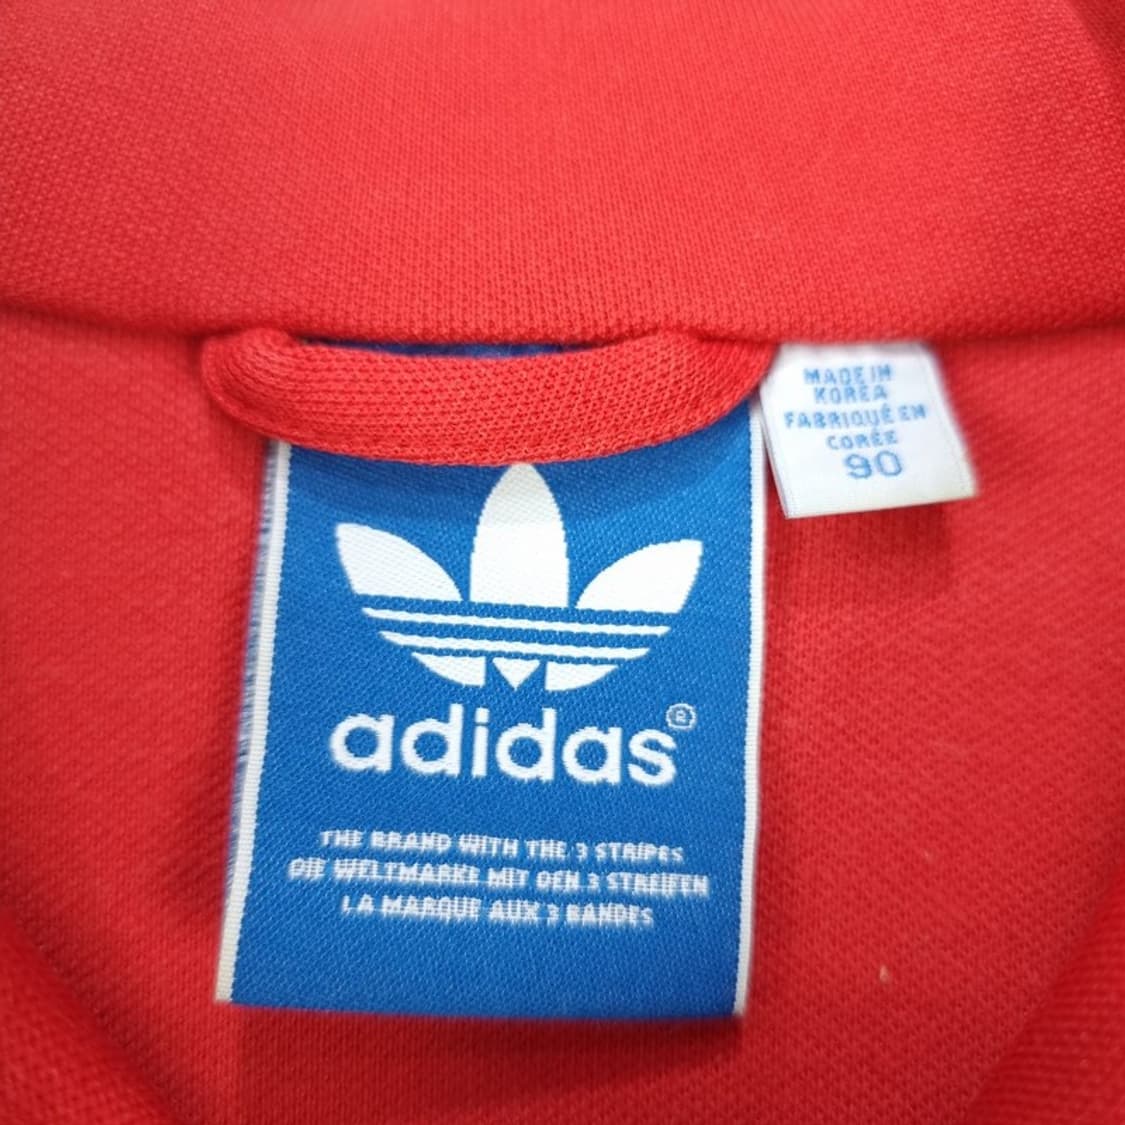 MADE IN
KOREA
FABRIQUÉ EN
CORÉE
90
adidas®
THE BRAND WITH THE 3 STRIPES
DIE WELTMARKE MIT DEN 3 STREIFEN
LA MARQUE AUX 3 BANDES